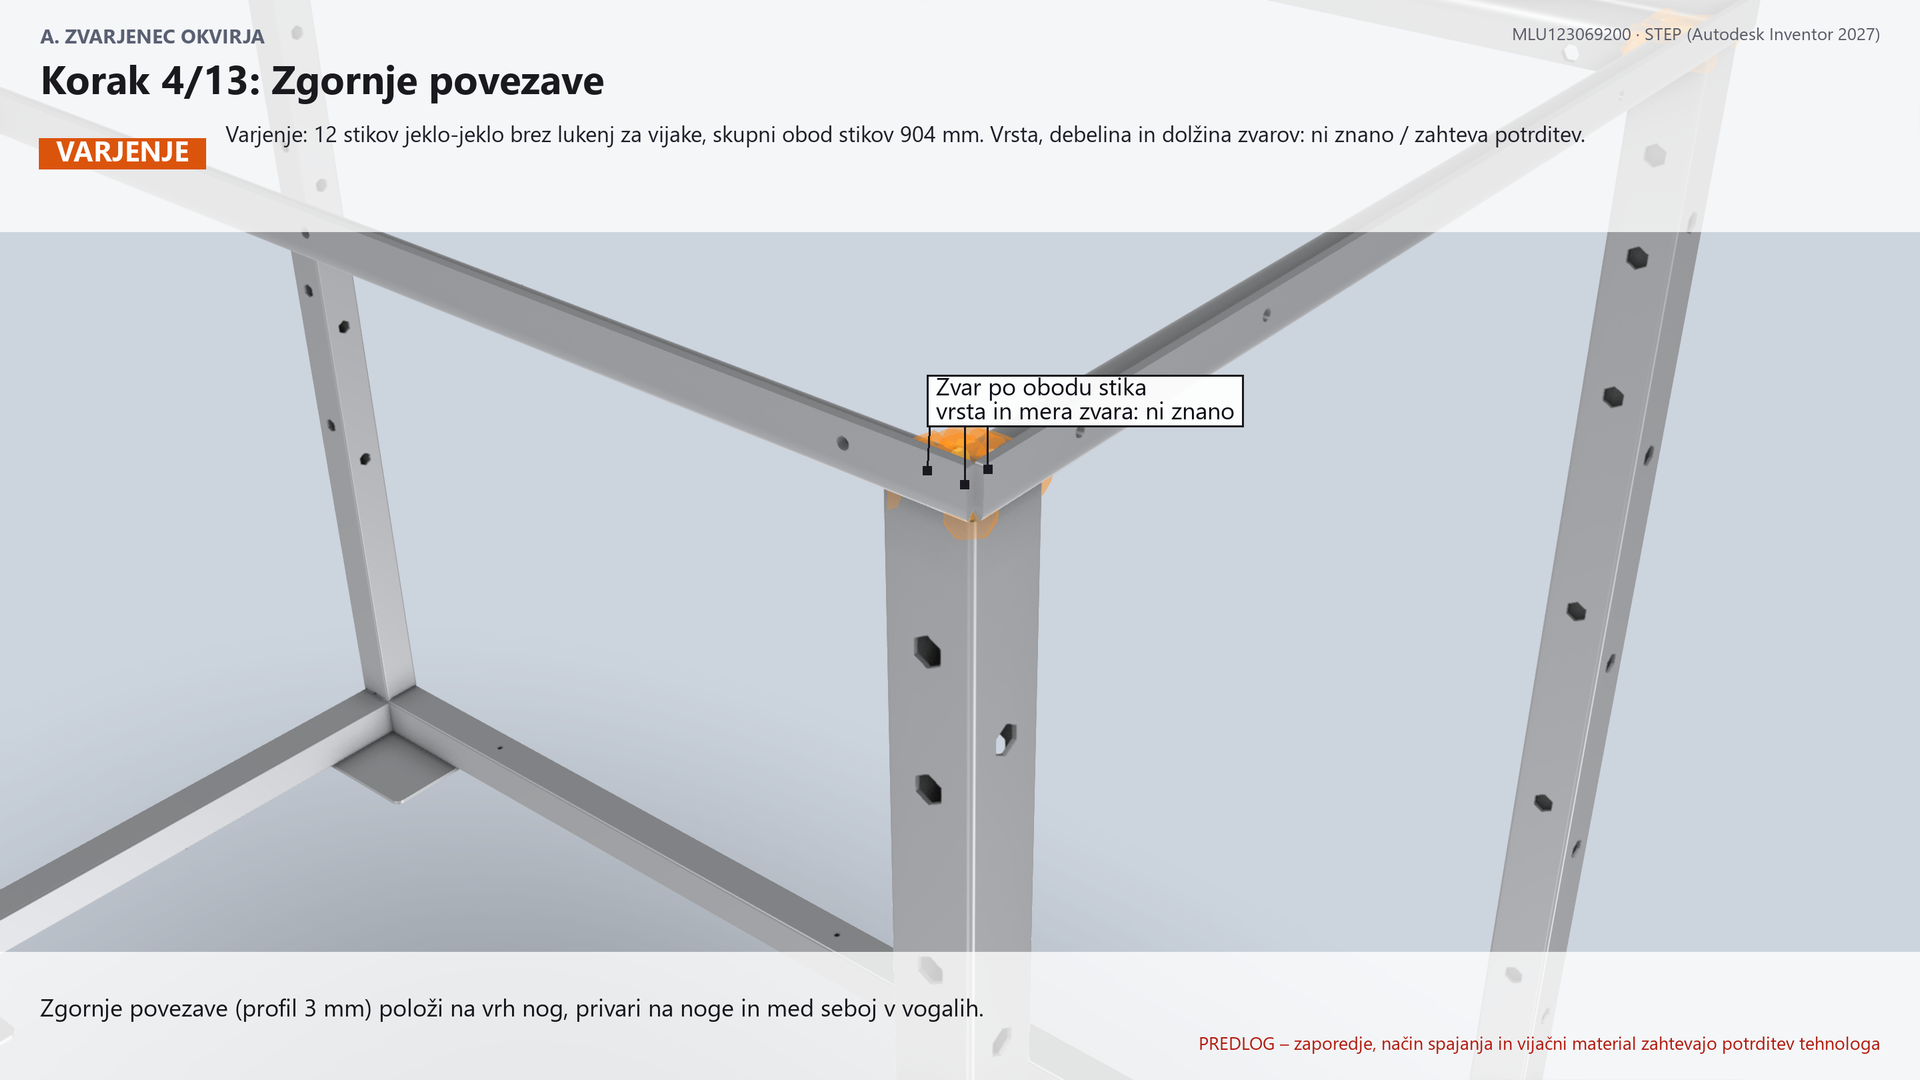 A. ZVARJENEC OKVIRJA
MLU123069200 · STEP (Autodesk Inventor 2027)
Korak 4/13: Zgornje povezave
VARJENJE
Varjenje: 12 stikov jeklo-jeklo brez lukenj za vijake, skupni obod stikov 904 mm. Vrsta, debelina in dolžina zvarov: ni znano / zahteva potrditev.
Zvar po obodu stika
vrsta in mera zvara: ni znano
Zgornje povezave (profil 3 mm) položi na vrh nog, privari na noge in med seboj v vogalih.
PREDLOG – zaporedje, način spajanja in vijačni material zahtevajo potrditev tehnologa